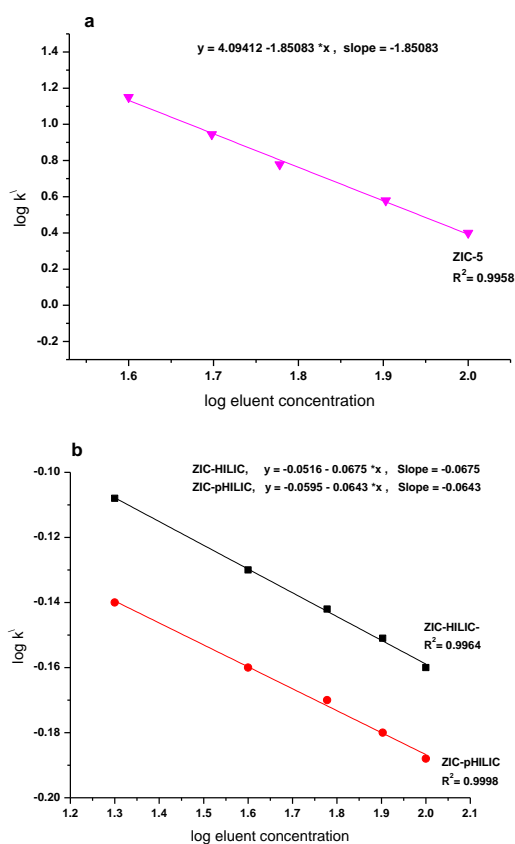 a
y = 4.09412 -1.85083 *x , slope = -1.85083
1.4
1.2
1.0
0.8
0.6
0.4
0.2
0.0
-0.2
log k\
ZIC-5
R²= 0.9958
1.6 1.7 1.8 1.9 2.0
log eluent concentration
b
ZIC-HILIC, y = -0.0516 - 0.0675 *x , Slope = -0.0675
ZIC-pHILIC, y = -0.0595 - 0.0643 *x , Slope = -0.0643
-0.10
-0.12
-0.14
-0.16
-0.18
-0.20
log k\
ZIC-HILIC-
R²= 0.9964
ZIC-pHILIC
R²= 0.9998
1.2 1.3 1.4 1.5 1.6 1.7 1.8 1.9 2.0 2.1
log eluent concentration